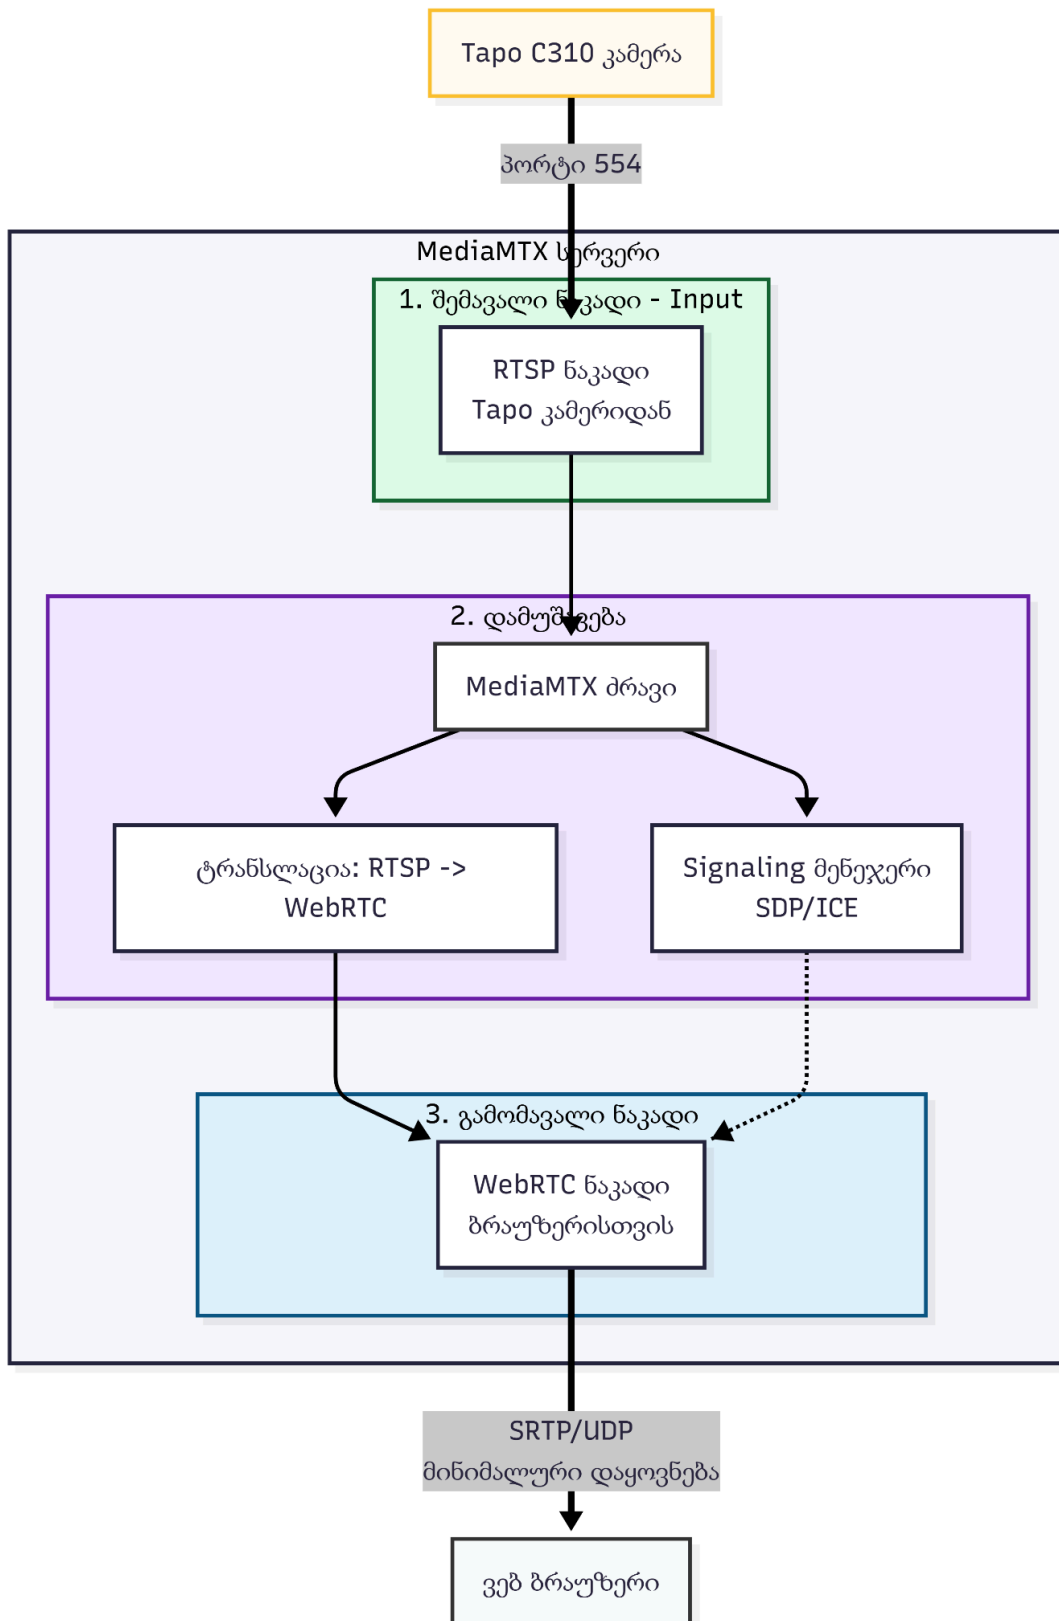 Tapo C310 კამერა
პორტი 554
MediaMTX სერვერი
1. შემავალი ნაკადი - Input
RTSP ნაკადი
Tapo კამერიდან
2. დამუშავება
MediaMTX ძრავი
ტრანსლაცია: RTSP ->
WebRTC
Signaling მენეჯერი
SDP/ICE
3. გამომავალი ნაკადი
WebRTC ნაკადი
ბრაუზერისთვის
SRTP/UDP
მინიმალური დაყოვნება
ვებ ბრაუზერი